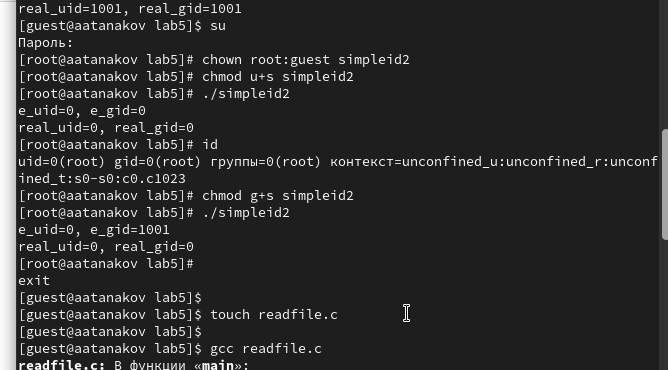 real_uid=1001, real_gid=1001
[guest@aatanakov lab5]$ su
Пароль:
[root@aatanakov lab5]# chown root:guest simpleid2
[root@aatanakov lab5]# chmod u+s simpleid2
[root@aatanakov lab5]# ./simpleid2
e_uid=0, e_gid=0
real_uid=0, real_gid=0
[root@aatanakov lab5]# id
uid=0(root) gid=0(root) группы=0(root) контекст=unconfined_u:unconfined_r:unconf
ined_t:s0-s0:c0.c1023
[root@aatanakov lab5]# chmod g+s simpleid2
[root@aatanakov lab5]# ./simpleid2
e_uid=0, e_gid=1001
real_uid=0, real_gid=0
[root@aatanakov lab5]#
exit
[guest@aatanakov lab5]$
[guest@aatanakov lab5]$ touch readfile.c
[guest@aatanakov lab5]$
[guest@aatanakov lab5]$ gcc readfile.c
readfile.c: В функции «main»: